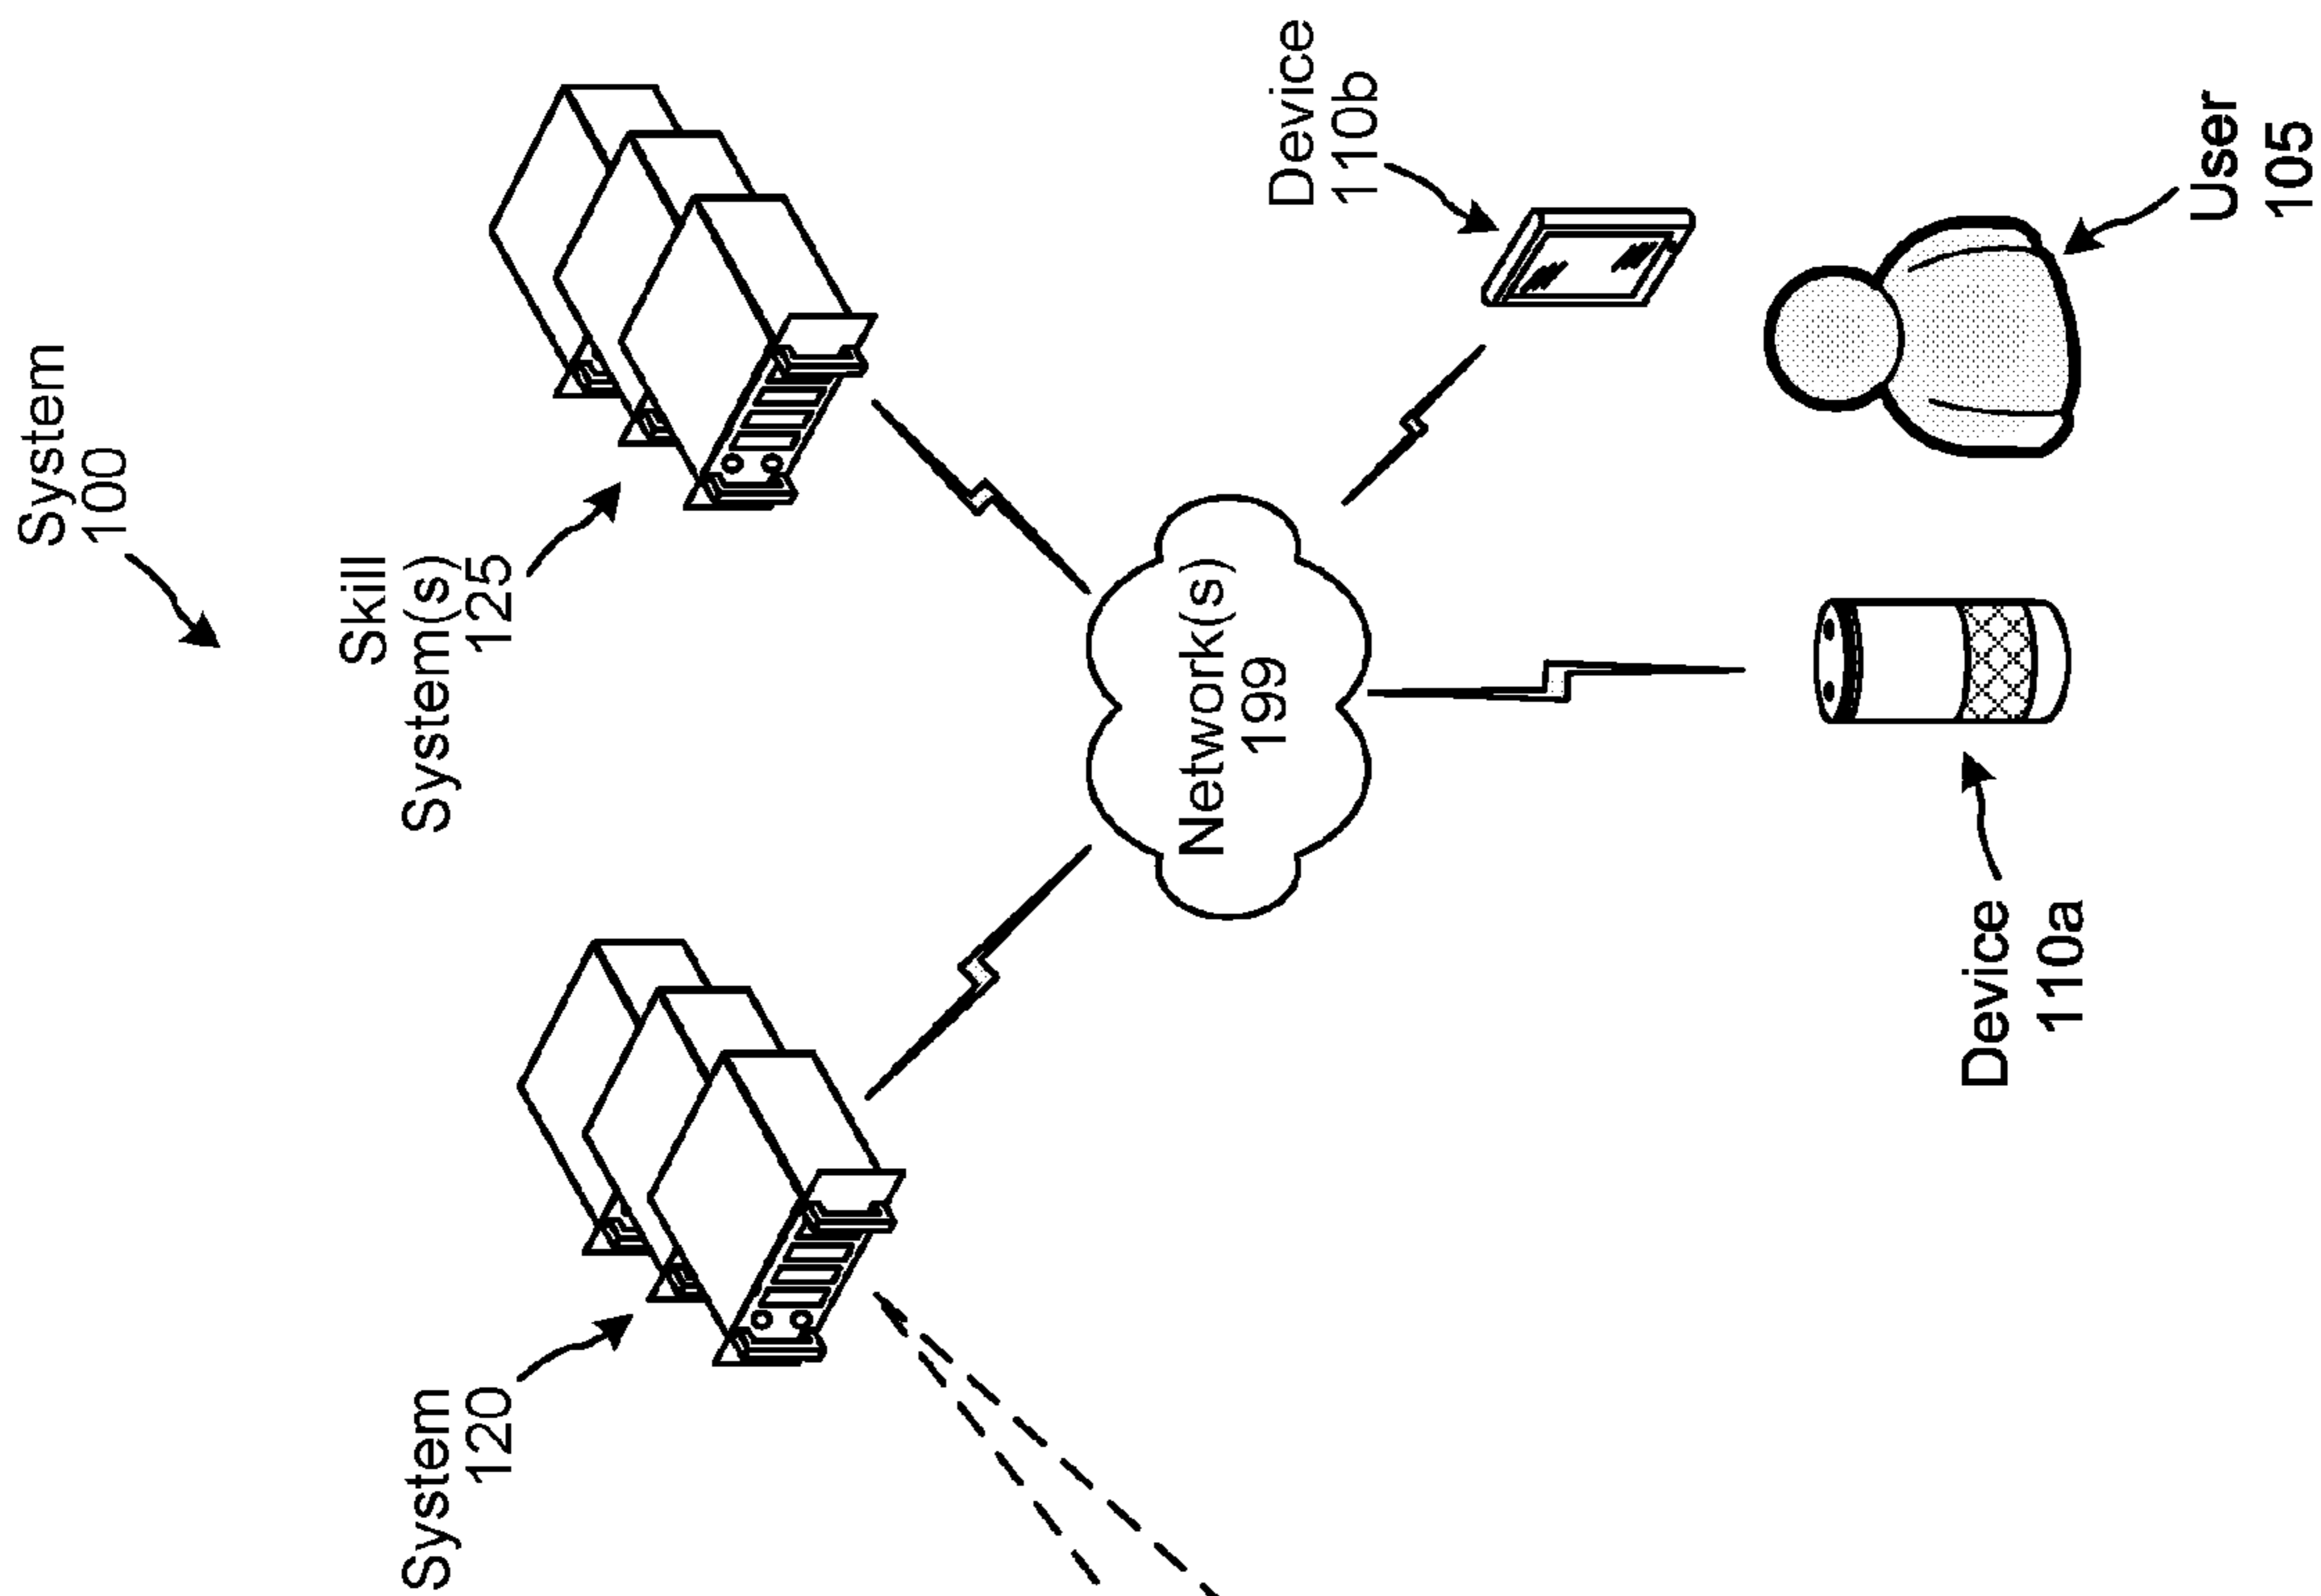 System
100
Skill
System(s)
125
System
120
Network(s)
199
Device
110b
Device
110a
User
105